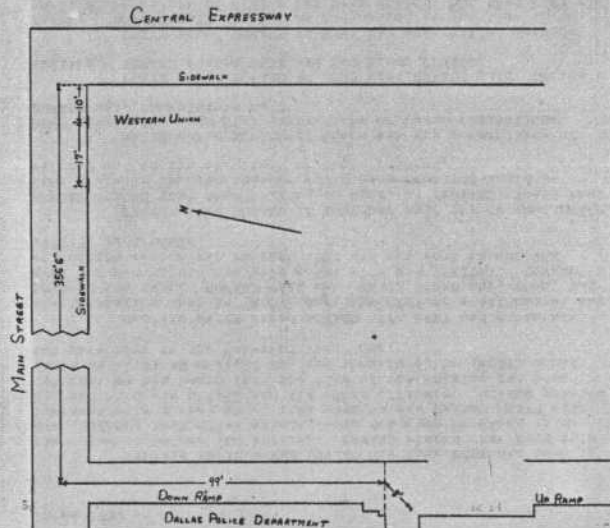 CENTRAL EXPRESSWAY
SIDEWALK
10'
WESTERN UNION
17'
N
356'6"
SIDEWALK
MAIN STREET
99'
DOWN RAMP
UP RAMP
DALLAS POLICE DEPARTMENT